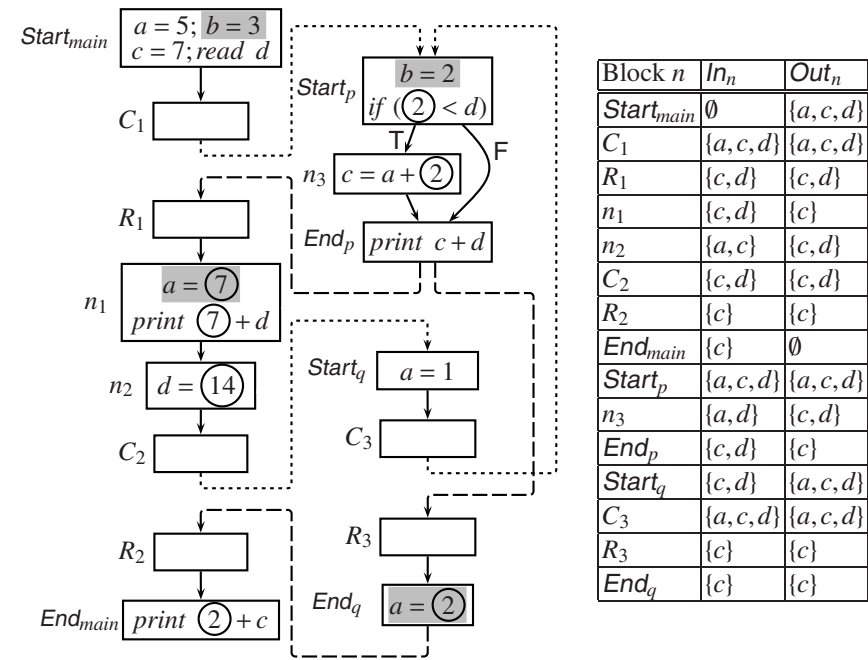 Start_main
a = 5; b = 3
c = 7; read d
C_1
Start_p
b = 2
if (2 < d)
T
F
n_3
c = a + 2
R_1
End_p
print c + d
n_1
a = 7
print 7 + d
n_2
d = 14
Start_q
a = 1
C_2
C_3
R_2
R_3
End_main
print 2 + c
End_q
a = 2
Block n In_n Out_n
Start_main ∅ {a,c,d}
C_1 {a,c,d} {a,c,d}
R_1 {c,d} {c,d}
n_1 {c,d} {c}
n_2 {a,c} {c,d}
C_2 {c,d} {c,d}
R_2 {c} {c}
End_main {c} ∅
Start_p {a,c,d} {a,c,d}
n_3 {a,d} {c,d}
End_p {c,d} {c}
Start_q {c,d} {a,c,d}
C_3 {a,c,d} {a,c,d}
R_3 {c} {c}
End_q {c} {c}